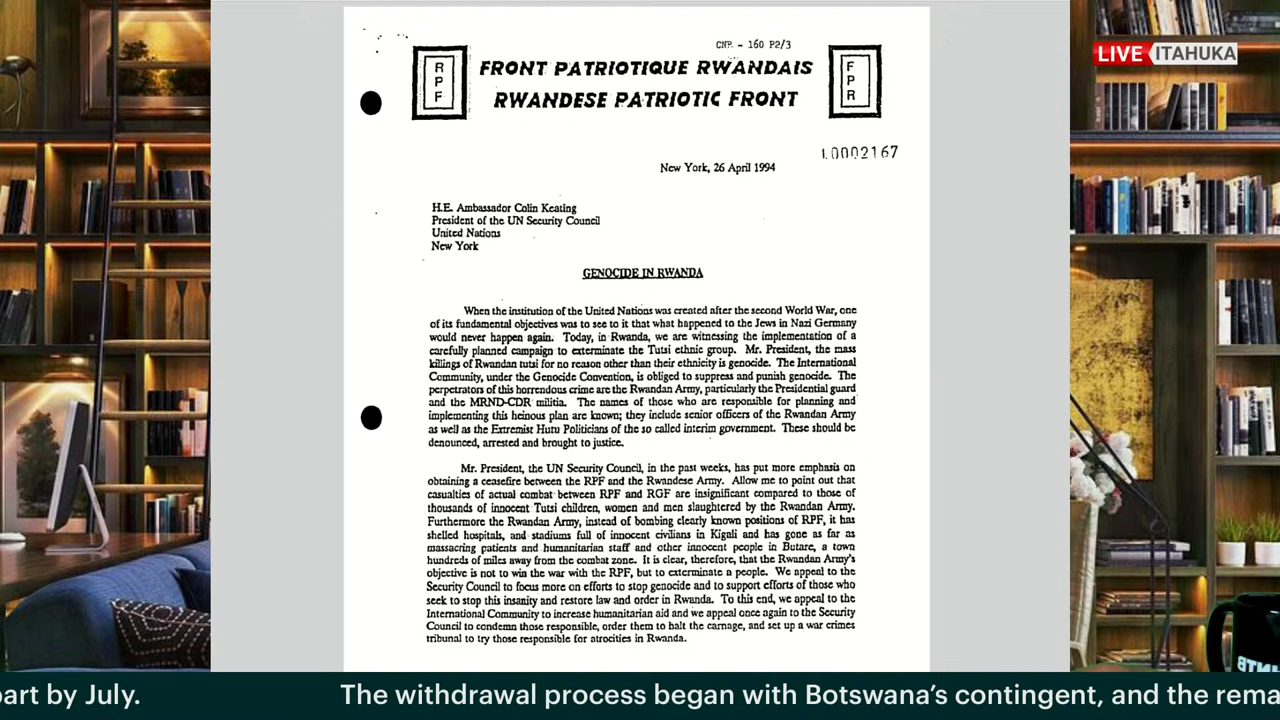 CNP. - 160 P2/3
RPF
FRONT PATRIOTIQUE RWANDAIS
RWANDESE PATRIOTIC FRONT
FPR
LIVE ITAHUKA
L0002167
New York, 26 April 1994
H.E. Ambassador Colin Keating
President of the UN Security Council
United Nations
New York
GENOCIDE IN RWANDA
When the institution of the United Nations was created after the second World War, one
of its fundamental objectives was to see to it that what happened to the Jews in Nazi Germany
would never happen again. Today, in Rwanda, we are witnessing the implementation of a
carefully planned campaign to exterminate the Tutsi ethnic group. Mr. President, the mass
killings of Rwandan tutsi for no reason other than their ethnicity is genocide. The International
Community, under the Genocide Convention, is obliged to suppress and punish genocide. The
perpetrators of this horrendous crime are the Rwandan Army, particularly the Presidential guard
and the MRND-CDR militia. The names of those who are responsible for planning and
implementing this heinous plan are known; they include senior officers of the Rwandan Army
as well as the Extremist Hutu Politicians of the so called interim government. These should be
denounced, arrested and brought to justice.
Mr. President, the UN Security Council, in the past weeks, has put more emphasis on
obtaining a ceasefire between the RPF and the Rwandese Army. Allow me to point out that
casualties of actual combat between RPF and RGF are insignificant compared to those of
thousands of innocent Tutsi children, women and men slaughtered by the Rwandan Army.
Furthermore the Rwandan Army, instead of bombing clearly known positions of RPF, it has
shelled hospitals, and stadiums full of innocent civilians in Kigali and has gone as far as
massacring patients and humanitarian staff and other innocent people in Butare, a town
hundreds of miles away from the combat zone. It is clear, therefore, that the Rwandan Army's
objective is not to win the war with the RPF, but to exterminate a people. We appeal to the
Security Council to focus more on efforts to stop genocide and to support efforts of those who
seek to stop this insanity and restore law and order in Rwanda. To this end, we appeal to the
International Community to increase humanitarian aid and we appeal once again to the Security
Council to condemn those responsible, order them to halt the carnage, and set up a war crimes
tribunal to try those responsible for atrocities in Rwanda.
part by July. The withdrawal process began with Botswana's contingent, and the rema